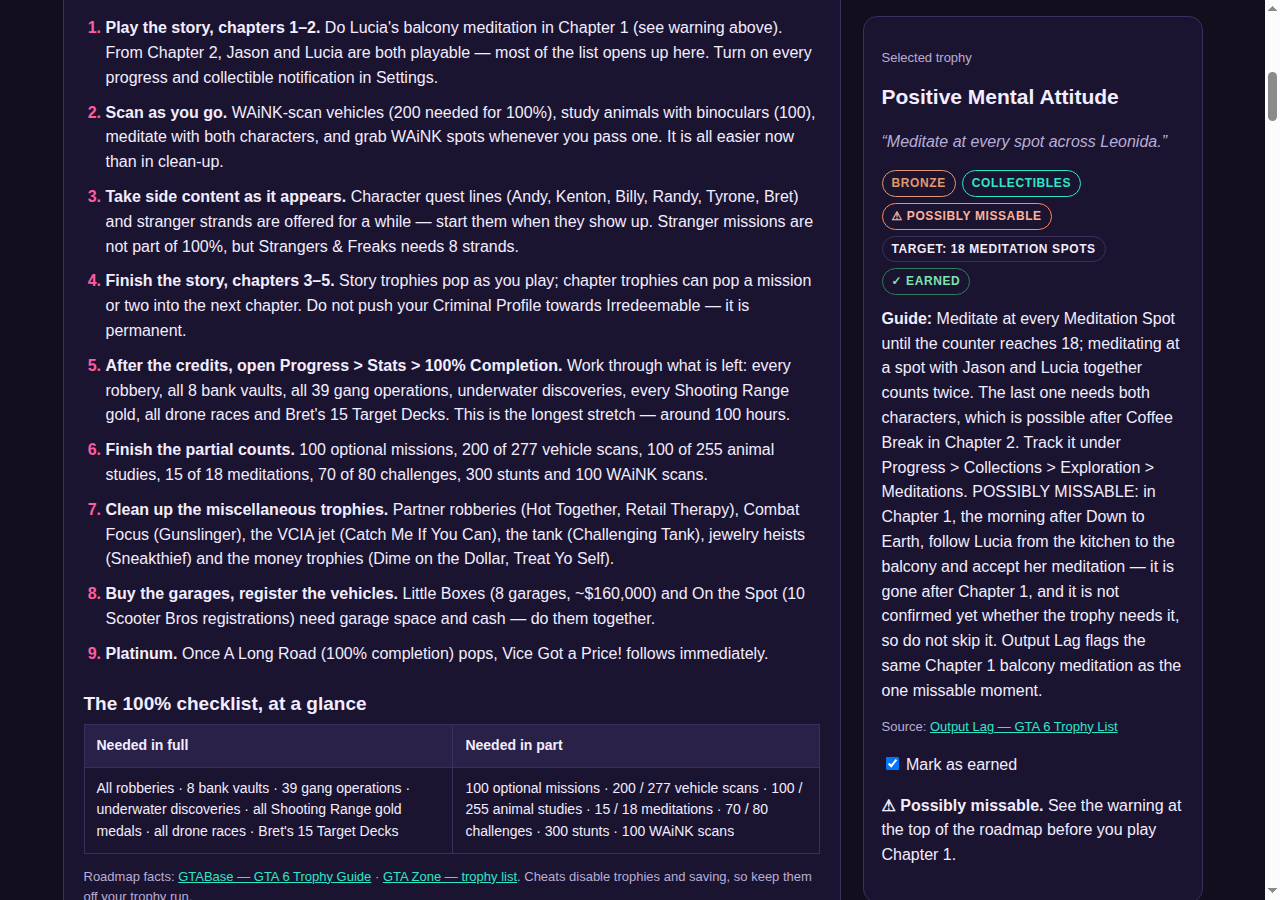 1. Play the story, chapters 1–2. Do Lucia's balcony meditation in Chapter 1 (see warning above).
From Chapter 2, Jason and Lucia are both playable — most of the list opens up here. Turn on every
progress and collectible notification in Settings.
2. Scan as you go. WAiNK-scan vehicles (200 needed for 100%), study animals with binoculars (100),
meditate with both characters, and grab WAiNK spots whenever you pass one. It is all easier now
than in clean-up.
3. Take side content as it appears. Character quest lines (Andy, Kenton, Billy, Randy, Tyrone, Bret)
and stranger strands are offered for a while — start them when they show up. Stranger missions are
not part of 100%, but Strangers & Freaks needs 8 strands.
4. Finish the story, chapters 3–5. Story trophies pop as you play; chapter trophies can pop a mission
or two into the next chapter. Do not push your Criminal Profile towards Irredeemable — it is
permanent.
5. After the credits, open Progress > Stats > 100% Completion. Work through what is left: every
robbery, all 8 bank vaults, all 39 gang operations, underwater discoveries, every Shooting Range
gold, all drone races and Bret's 15 Target Decks. This is the longest stretch — around 100 hours.
6. Finish the partial counts. 100 optional missions, 200 of 277 vehicle scans, 100 of 255 animal
studies, 15 of 18 meditations, 70 of 80 challenges, 300 stunts and 100 WAiNK scans.
7. Clean up the miscellaneous trophies. Partner robberies (Hot Together, Retail Therapy), Combat
Focus (Gunslinger), the VCIA jet (Catch Me If You Can), the tank (Challenging Tank), jewelry heists
(Sneakthief) and the money trophies (Dime on the Dollar, Treat Yo Self).
8. Buy the garages, register the vehicles. Little Boxes (8 garages, ~$160,000) and On the Spot (10
Scooter Bros registrations) need garage space and cash — do them together.
9. Platinum. Once A Long Road (100% completion) pops, Vice Got a Price! follows immediately.
The 100% checklist, at a glance
Needed in full
All robberies · 8 bank vaults · 39 gang operations ·
underwater discoveries · all Shooting Range gold
medals · all drone races · Bret's 15 Target Decks
Needed in part
100 optional missions · 200 / 277 vehicle scans · 100 /
255 animal studies · 15 / 18 meditations · 70 / 80
challenges · 300 stunts · 100 WAiNK scans
Roadmap facts: GTABase — GTA 6 Trophy Guide · GTA Zone — trophy list. Cheats disable trophies and saving, so keep them
off your trophy run.
Selected trophy
Positive Mental Attitude
“Meditate at every spot across Leonida.”
BRONZE COLLECTIBLES
⚠ POSSIBLY MISSABLE
TARGET: 18 MEDITATION SPOTS
✓ EARNED
Guide: Meditate at every Meditation Spot
until the counter reaches 18; meditating at
a spot with Jason and Lucia together
counts twice. The last one needs both
characters, which is possible after Coffee
Break in Chapter 2. Track it under
Progress > Collections > Exploration >
Meditations. POSSIBLY MISSABLE: in
Chapter 1, the morning after Down to
Earth, follow Lucia from the kitchen to the
balcony and accept her meditation — it is
gone after Chapter 1, and it is not
confirmed yet whether the trophy needs it,
so do not skip it. Output Lag flags the
same Chapter 1 balcony meditation as the
one missable moment.
Source: Output Lag — GTA 6 Trophy List
Mark as earned
⚠ Possibly missable. See the warning at
the top of the roadmap before you play
Chapter 1.